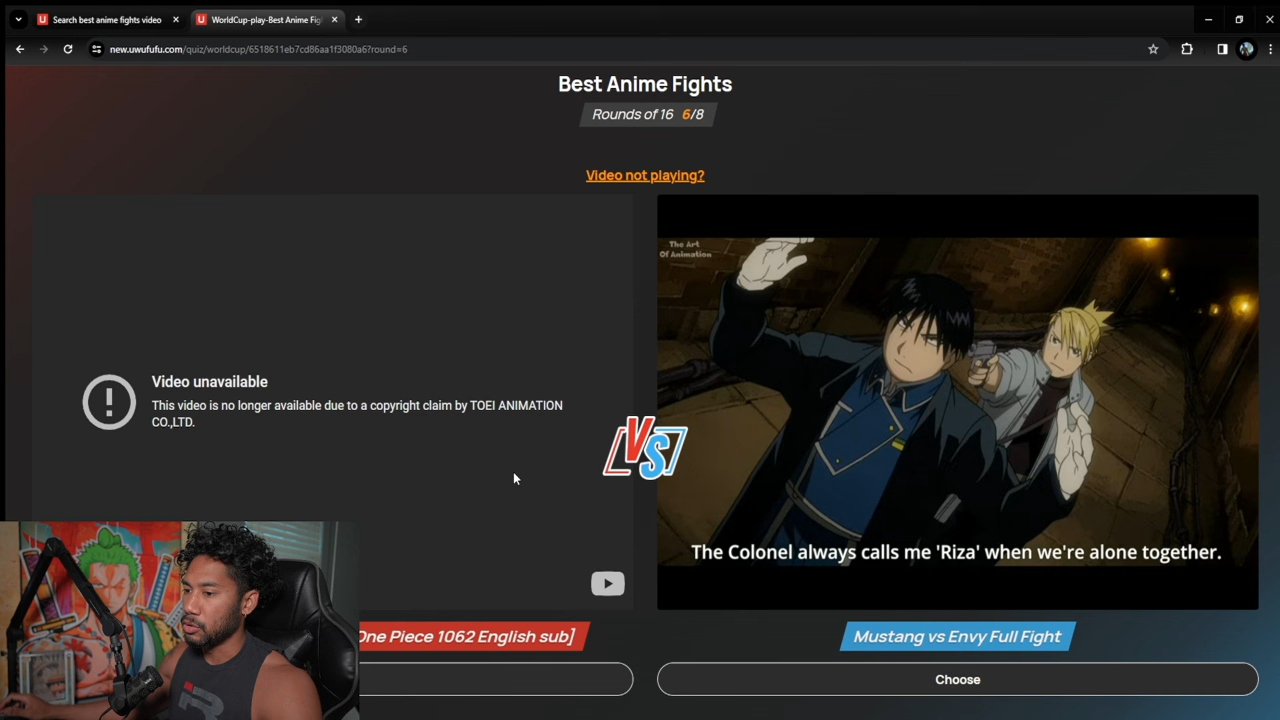 Search best anime fights video
WorldCup-play-Best Anime Fig
new.uwufufu.com/quiz/worldcup/6518611eb7cd86aa1f3080a6?round=6
Best Anime Fights
Rounds of 16 6/8
Video not playing?
Video unavailable
This video is no longer available due to a copyright claim by TOEI ANIMATION
CO.,LTD.
The Art
Of Animation
VS
The Colonel always calls me 'Riza' when we're alone together.
One Piece 1062 English sub]
Mustang vs Envy Full Fight
Choose